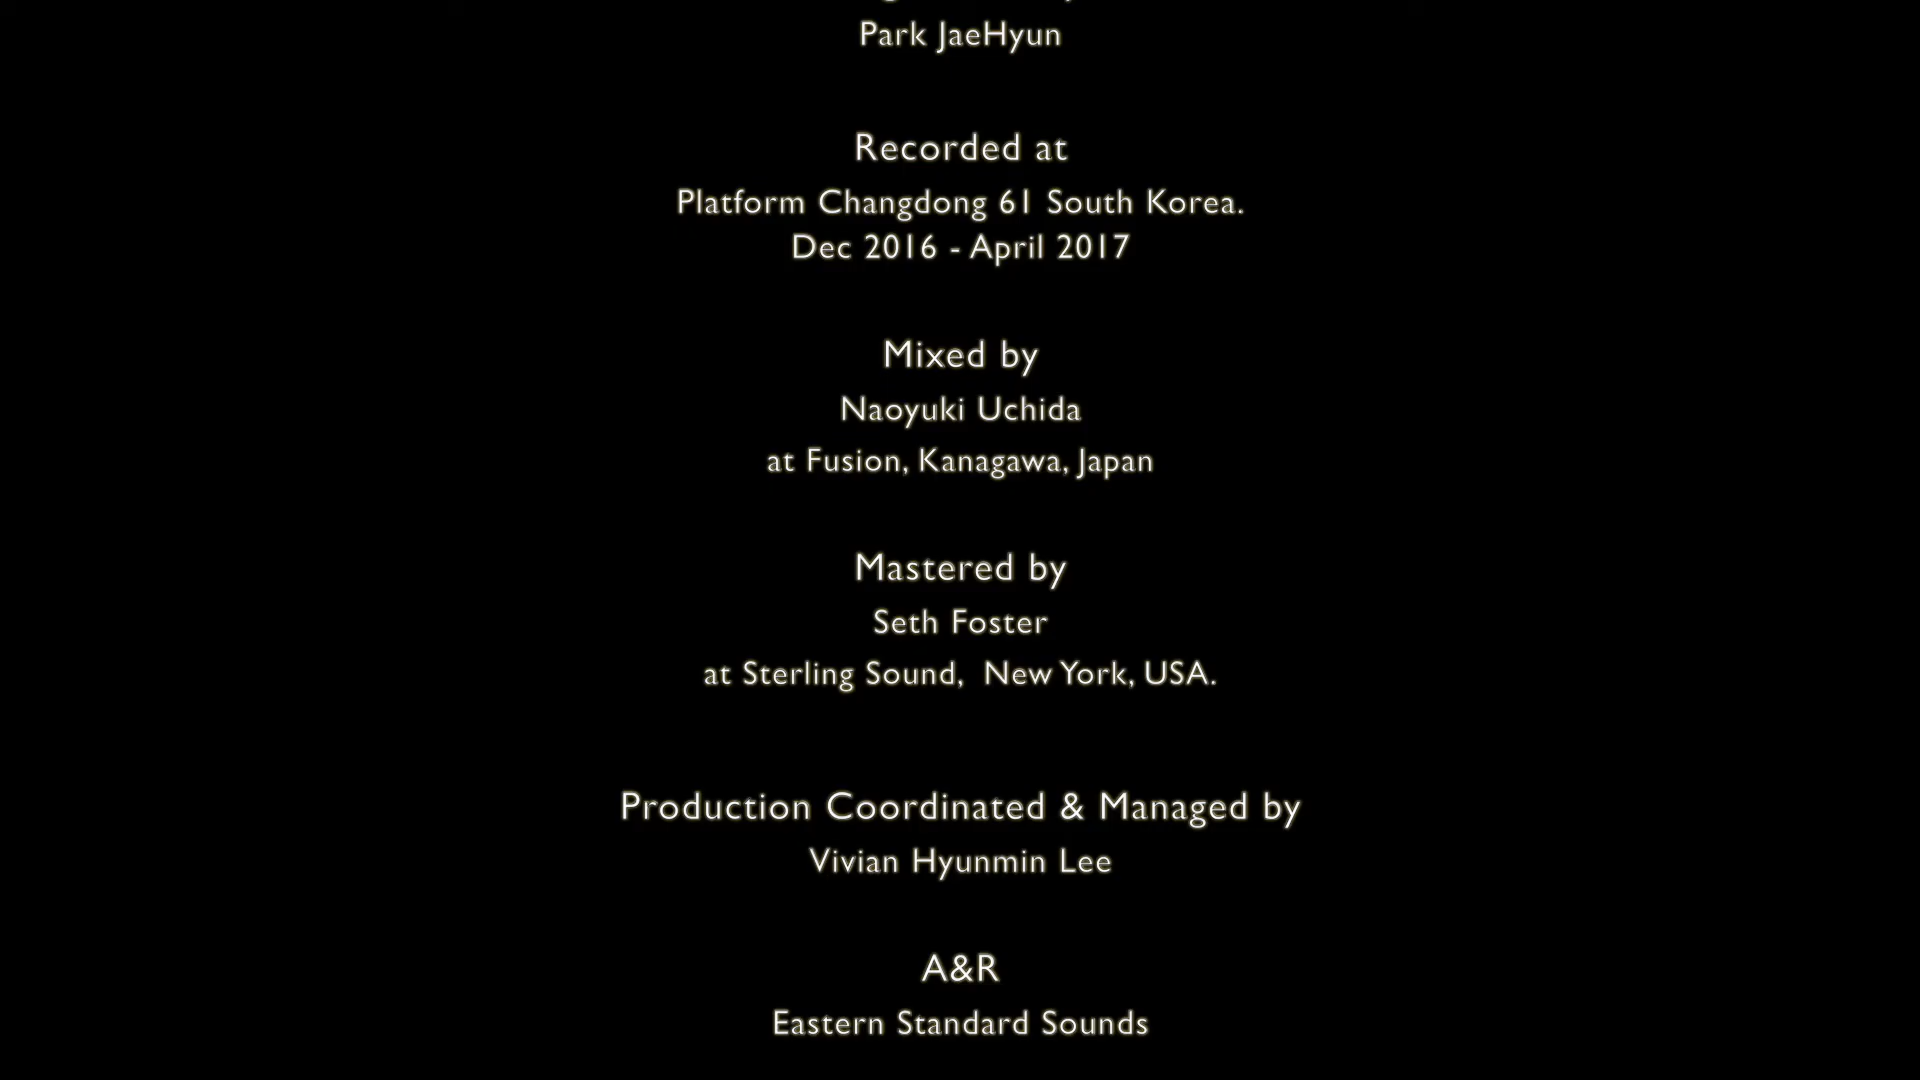 Park JaeHyun
Recorded at
Platform Changdong 61 South Korea.
Dec 2016 - April 2017
Mixed by
Naoyuki Uchida
at Fusion, Kanagawa, Japan
Mastered by
Seth Foster
at Sterling Sound,  New York, USA.
Production Coordinated & Managed by
Vivian Hyunmin Lee
A&R
Eastern Standard Sounds